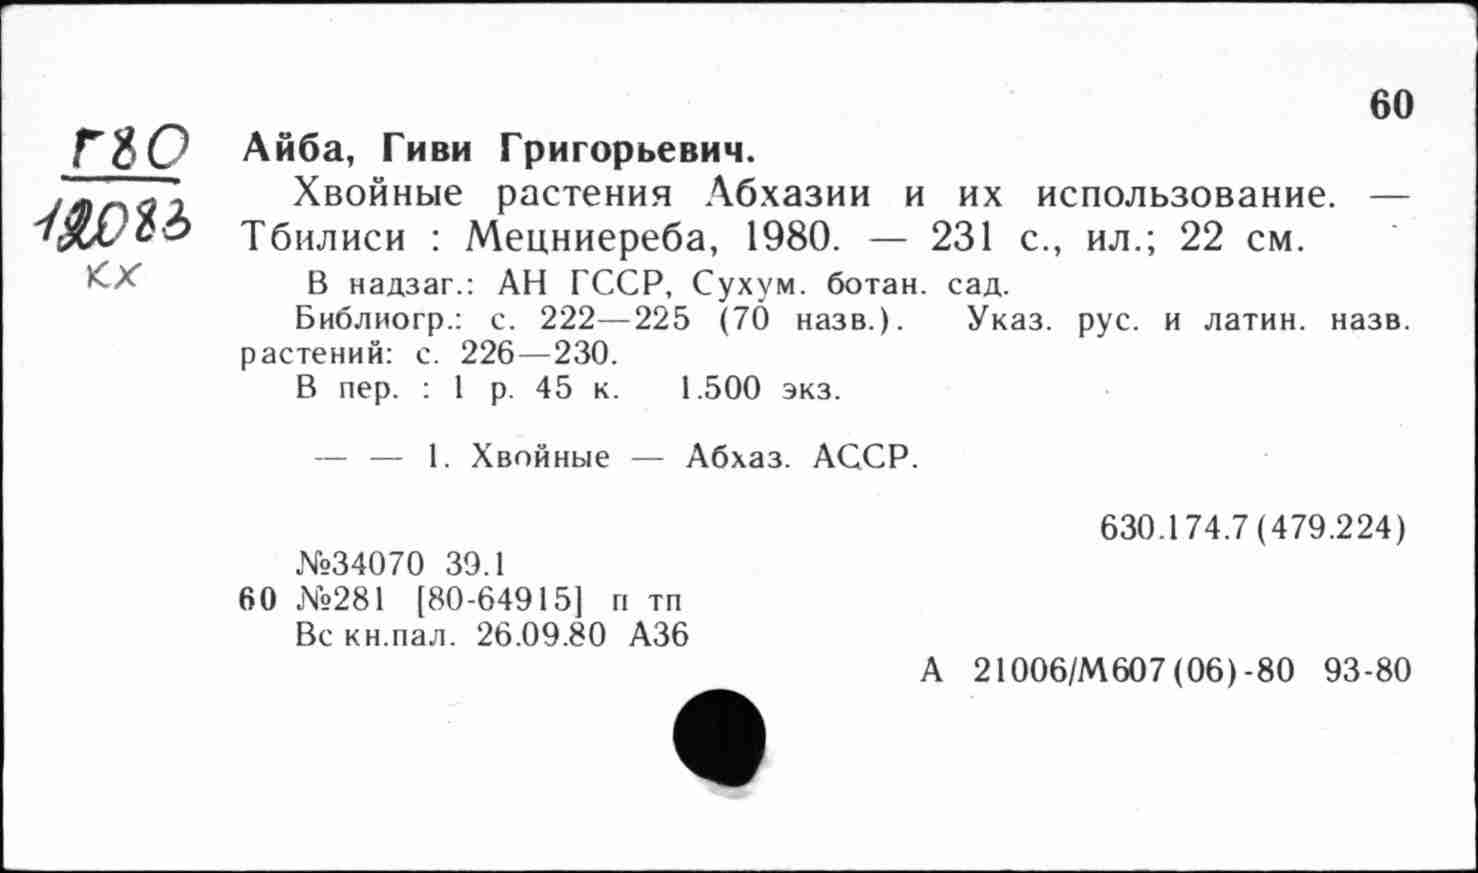 60
Г80
12083
кх
Айба, Гиви Григорьевич.
Хвойные растения Абхазии и их использование. —
Тбилиси : Мецниереба, 1980. — 231 с., ил.; 22 см.
В надзаг.: АН ГССР, Сухум. ботан. сад.
Библиогр.: с. 222—225 (70 назв.). Указ. рус. и латин. назв.
растений: с. 226—230.
В пер. : 1 р. 45 к. 1.500 экз.
— — 1. Хвойные — Абхаз. АССР.
630.174.7(479.224)
№34070 39.1
60 №281 [80-64915] п тп
Вс кн.пал. 26.09.80 А36
А 21006/М607(06)-80 93-80